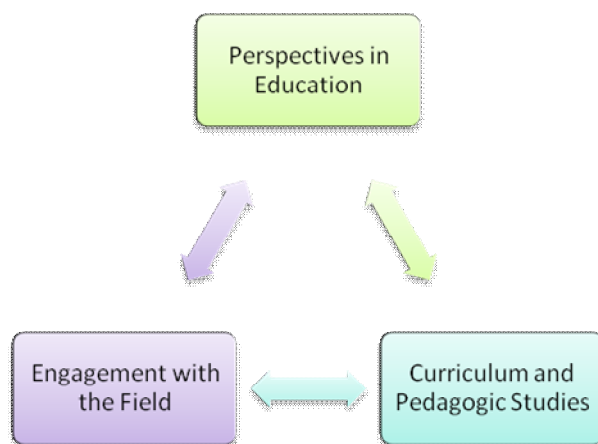 Perspectives in
Education
Engagement with
the Field
Curriculum and
Pedagogic Studies